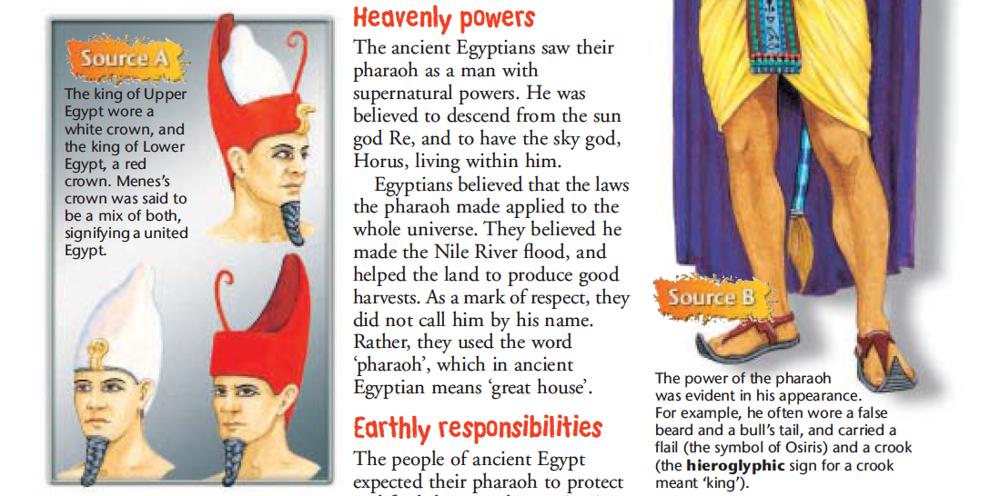 Source A
The king of Upper
Egypt wore a
white crown, and
the king of Lower
Egypt, a red
crown. Menes's
crown was said to
be a mix of both,
signifying a united
Egypt.
Heavenly powers
The ancient Egyptians saw their
pharaoh as a man with
supernatural powers. He was
believed to descend from the sun
god Re, and to have the sky god,
Horus, living within him.
Egyptians believed that the laws
the pharaoh made applied to the
whole universe. They believed he
made the Nile River flood, and
helped the land to produce good
harvests. As a mark of respect, they
did not call him by his name.
Rather, they used the word
‘pharaoh’, which in ancient
Egyptian means ‘great house’.
Earthly responsibilities
The people of ancient Egypt
expected their pharaoh to protect
Source B
The power of the pharaoh
was evident in his appearance.
For example, he often wore a false
beard and a bull's tail, and carried a
flail (the symbol of Osiris) and a crook
(the hieroglyphic sign for a crook
meant ‘king’).